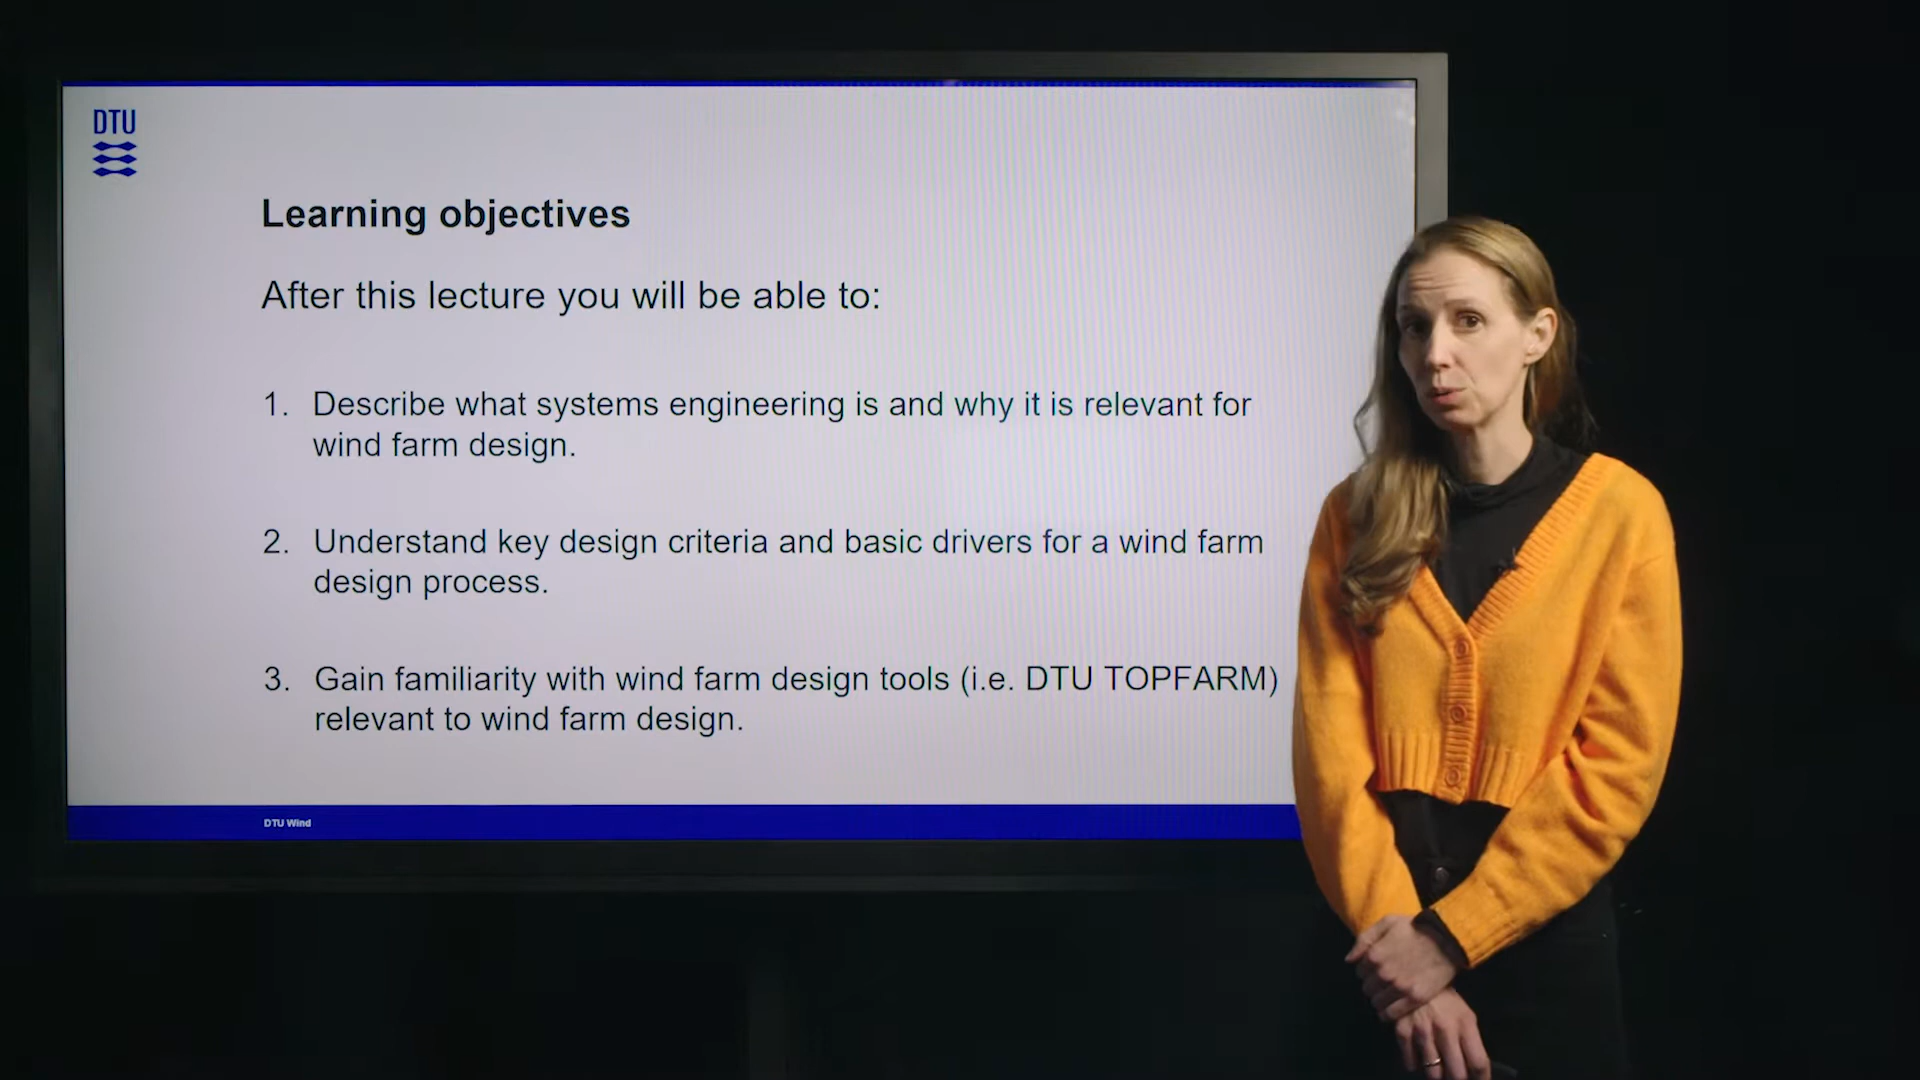 DTU
Learning objectives
After this lecture you will be able to:
1. Describe what systems engineering is and why it is relevant for
wind farm design.
2. Understand key design criteria and basic drivers for a wind farm
design process.
3. Gain familiarity with wind farm design tools (i.e. DTU TOPFARM)
relevant to wind farm design.
DTU Wind